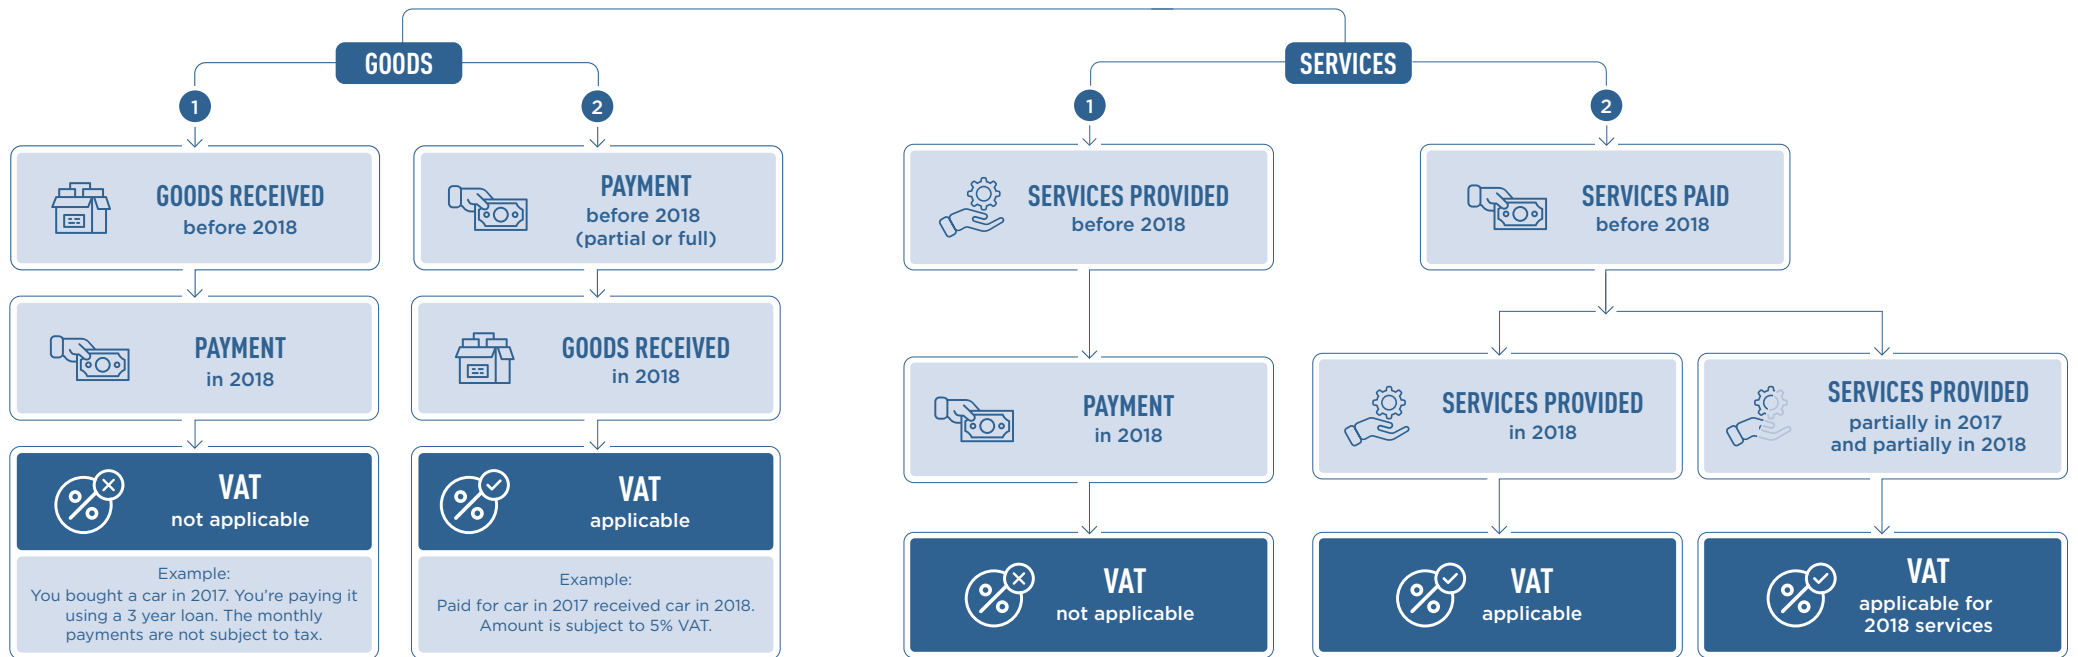 GOODS
1
GOODS RECEIVED
before 2018
PAYMENT
in 2018
VAT
not applicable
Example:
You bought a car in 2017. You’re paying it
using a 3 year loan. The monthly
payments are not subject to tax.
2
PAYMENT
before 2018
(partial or full)
GOODS RECEIVED
in 2018
VAT
applicable
Example:
Paid for car in 2017 received car in 2018.
Amount is subject to 5% VAT.
SERVICES
1
SERVICES PROVIDED
before 2018
PAYMENT
in 2018
VAT
not applicable
2
SERVICES PAID
before 2018
SERVICES PROVIDED
in 2018
VAT
applicable
SERVICES PROVIDED
partially in 2017
and partially in 2018
VAT
applicable for
2018 services